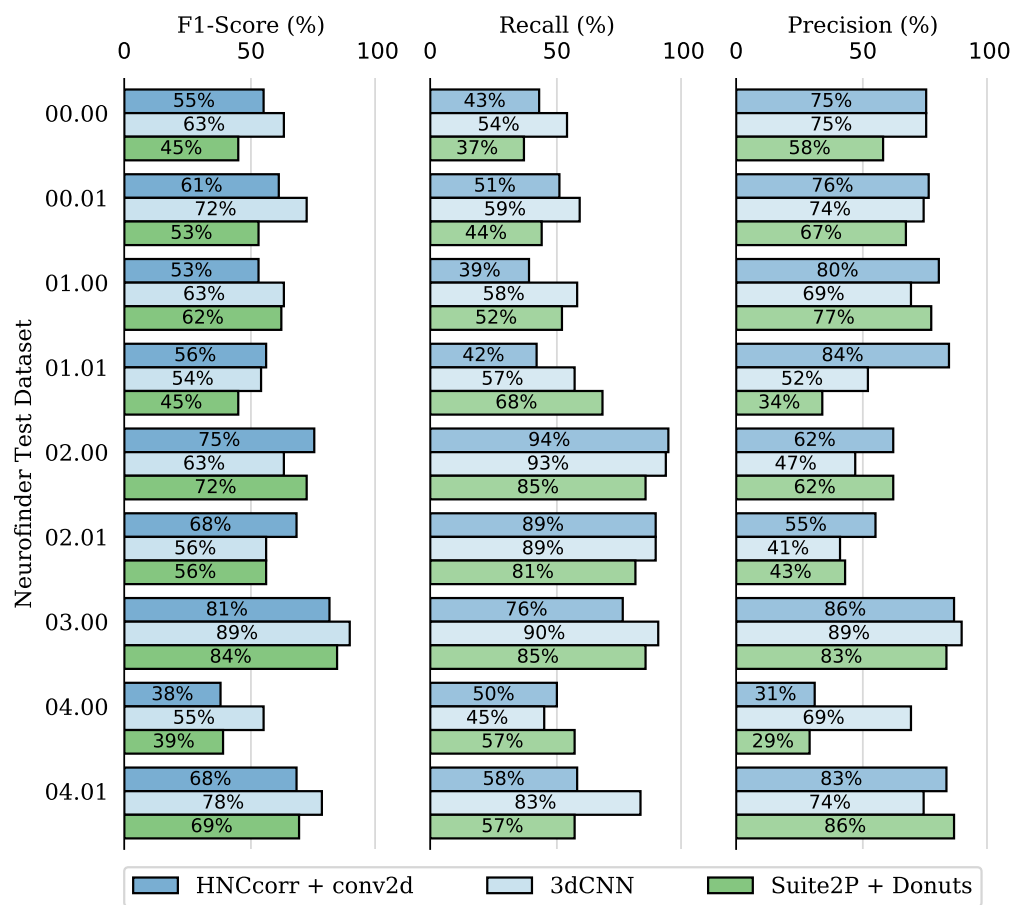 F1-Score (%) Recall (%) Precision (%)
0 50 100 0 50 100 0 50 100
Neurofinder Test Dataset
00.00
55% 43% 75%
63% 54% 75%
45% 37% 58%
00.01
61% 51% 76%
72% 59% 74%
53% 44% 67%
01.00
53% 39% 80%
63% 58% 69%
62% 52% 77%
01.01
56% 42% 84%
54% 57% 52%
45% 68% 34%
02.00
75% 94% 62%
63% 93% 47%
72% 85% 62%
02.01
68% 89% 55%
56% 89% 41%
56% 81% 43%
03.00
81% 76% 86%
89% 90% 89%
84% 85% 83%
04.00
38% 50% 31%
55% 45% 69%
39% 57% 29%
04.01
68% 58% 83%
78% 83% 74%
69% 57% 86%
HNCcorr + conv2d 3dCNN Suite2P + Donuts